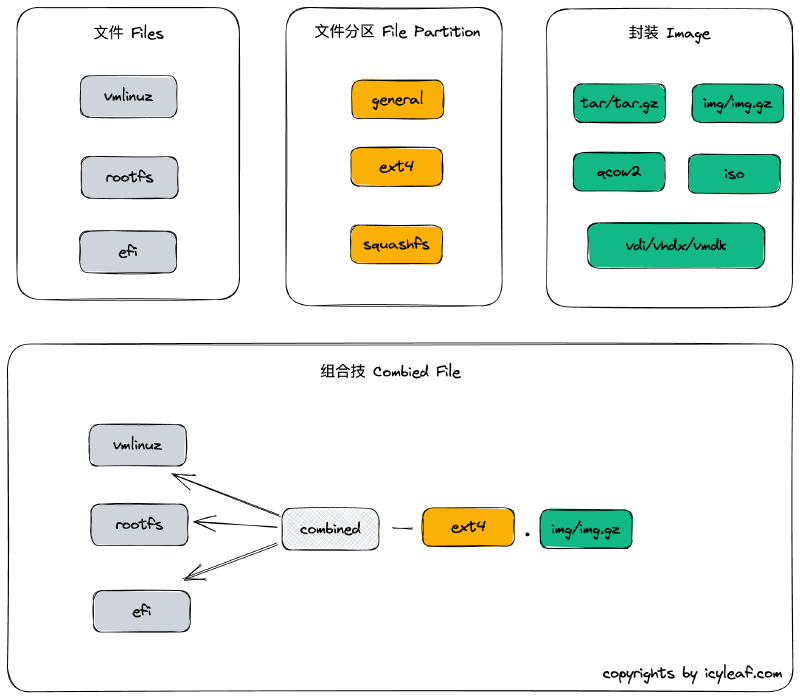 文件 Files
vmlinuz
rootfs
efi
文件分区 File Partition
general
ext4
squashfs
封装 Image
tar/tar.gz
img/img.gz
qcow2
iso
vdi/vhdx/vmdk
组合技 Combied File
vmlinuz
rootfs
efi
combined — ext4 . img/img.gz
copyrights by icyleaf.com